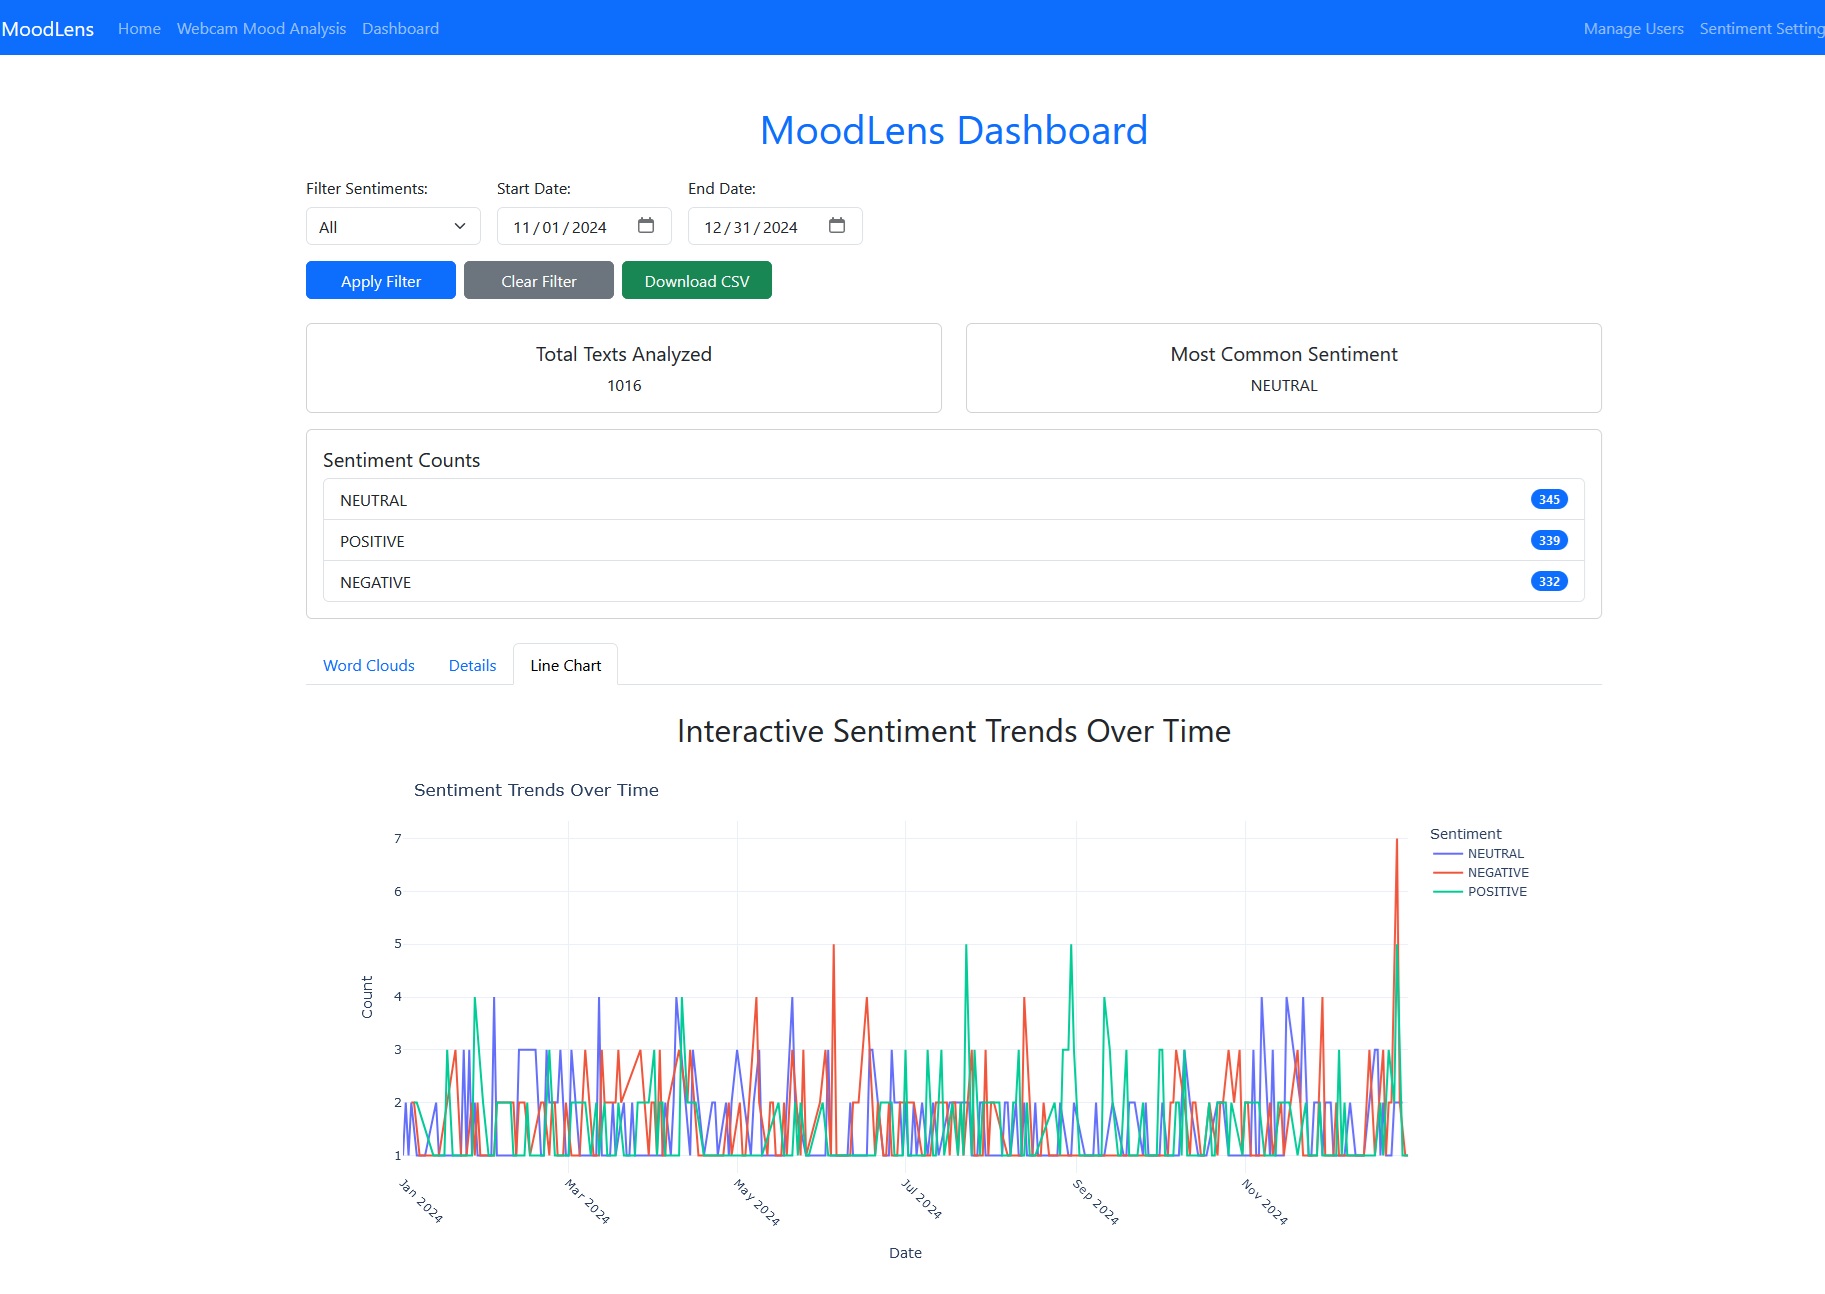 MoodLens Home Webcam Mood Analysis Dashboard Manage Users Sentiment Setting
MoodLens Dashboard
Filter Sentiments: Start Date: End Date:
All 11/01/2024 12/31/2024
Apply Filter Clear Filter Download CSV
Total Texts Analyzed
1016
Most Common Sentiment
NEUTRAL
Sentiment Counts
NEUTRAL 345
POSITIVE 339
NEGATIVE 332
Word Clouds Details Line Chart
Interactive Sentiment Trends Over Time
Sentiment Trends Over Time
7
6
5
4
3
2
1
Count
Jan 2024 Mar 2024 May 2024 Jul 2024 Sep 2024 Nov 2024
Date
Sentiment
NEUTRAL
NEGATIVE
POSITIVE